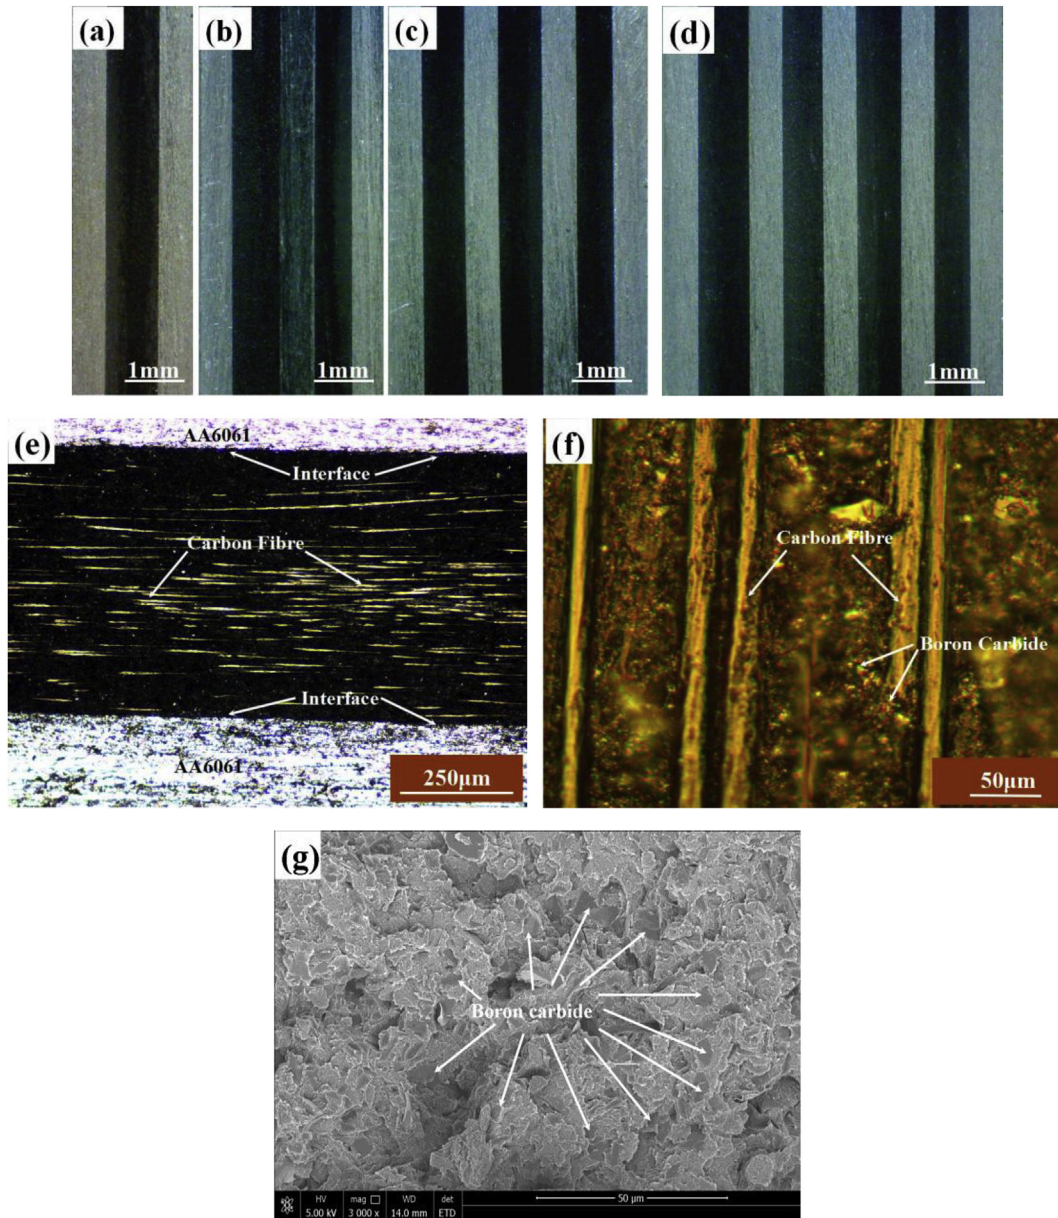 (a)
(b)
(c)
(d)
1mm
1mm
1mm
1mm
(e)
AA6061
Interface
Carbon Fibre
Interface
AA6061
250μm
(f)
Carbon Fibre
Boron Carbide
50μm
(g)
Boron carbide
HV
mag
WD
det
50 μm
5.00 kV
3 000 x
14.0 mm
ETD